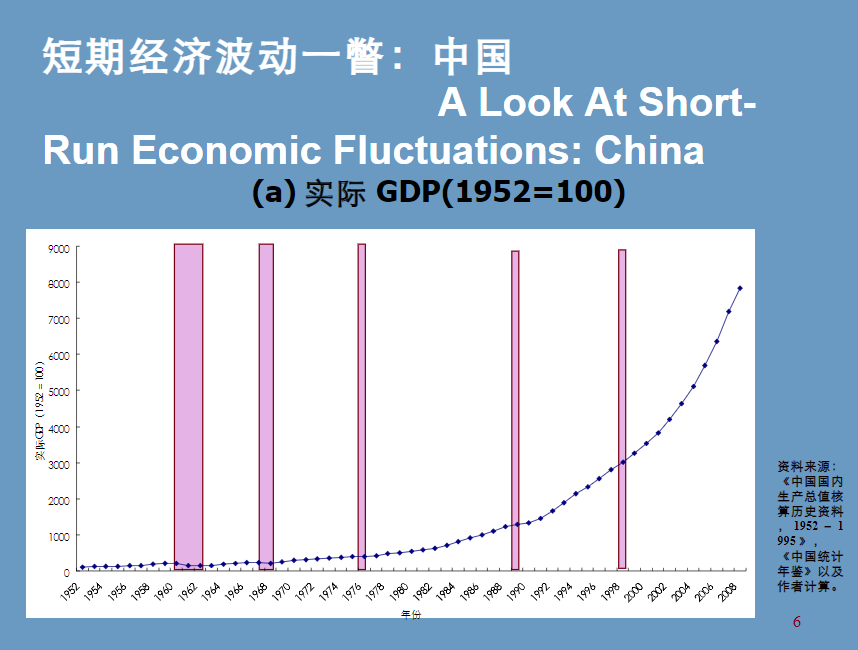 短期经济波动一瞥：中国
A Look At Short-
Run Economic Fluctuations: China
(a) 实际 GDP(1952=100)
9000
8000
7000
6000
5000
4000
3000
2000
1000
0
实际GDP（1952 = 100）
1952 1954 1956 1958 1960 1962 1964 1966 1968 1970 1972 1974 1976 1978 1980 1982 1984 1986 1988 1990 1992 1994 1996 1998 2000 2002 2004 2006 2008
年份
资料来源：
《中国国内
生产总值核
算历史资料
，1952 – 1
995》，
《中国统计
年鉴》以及
作者计算。
6